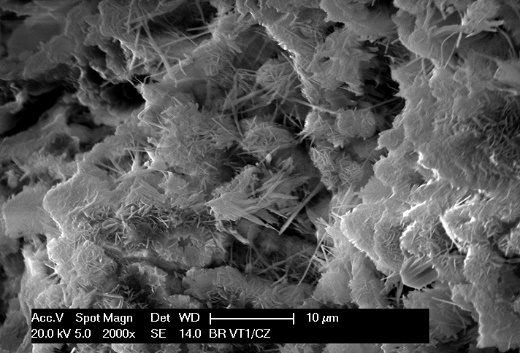 Acc.V Spot Magn Det WD 10 µm
20.0 kV 5.0 2000x SE 14.0 BR VT1/CZ